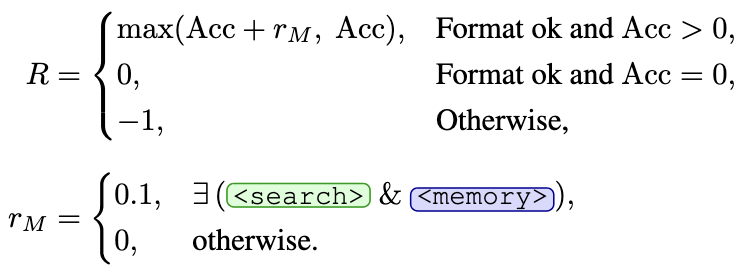 max(Acc + r_M, Acc), Format ok and Acc > 0,
R = { 0, Format ok and Acc = 0,
−1, Otherwise,
0.1, ∃ (<search> & <memory>),
r_M = {
0, otherwise.